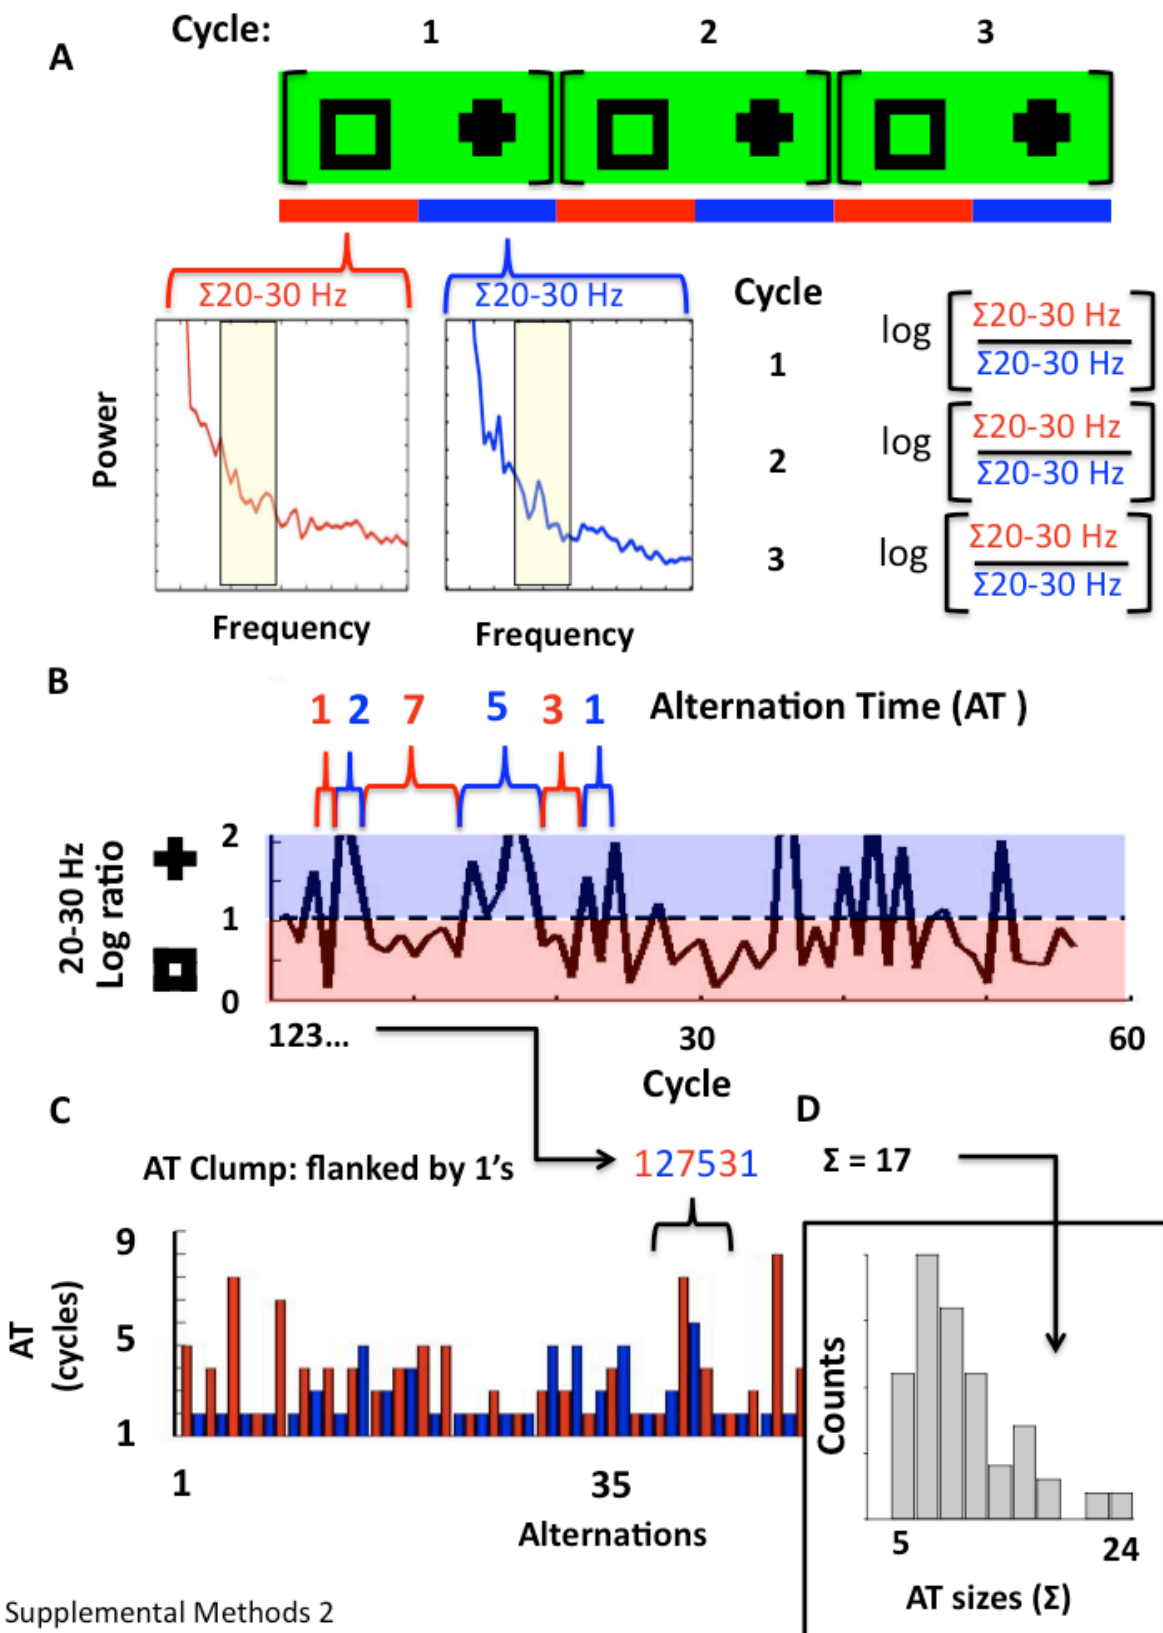 Cycle: 1 2 3
A
Σ20-30 Hz Σ20-30 Hz
Power
Frequency Frequency
Cycle
1 log [Σ20-30 Hz / Σ20-30 Hz]
2 log [Σ20-30 Hz / Σ20-30 Hz]
3 log [Σ20-30 Hz / Σ20-30 Hz]
B
1 2 7 5 3 1 Alternation Time (AT )
20-30 Hz
Log ratio
2
1
0
123... 30 60
Cycle
C
AT Clump: flanked by 1's 127531
AT
(cycles)
9
5
1
1 35
Alternations
D
Σ = 17
Counts
5 24
AT sizes (Σ)
Supplemental Methods 2